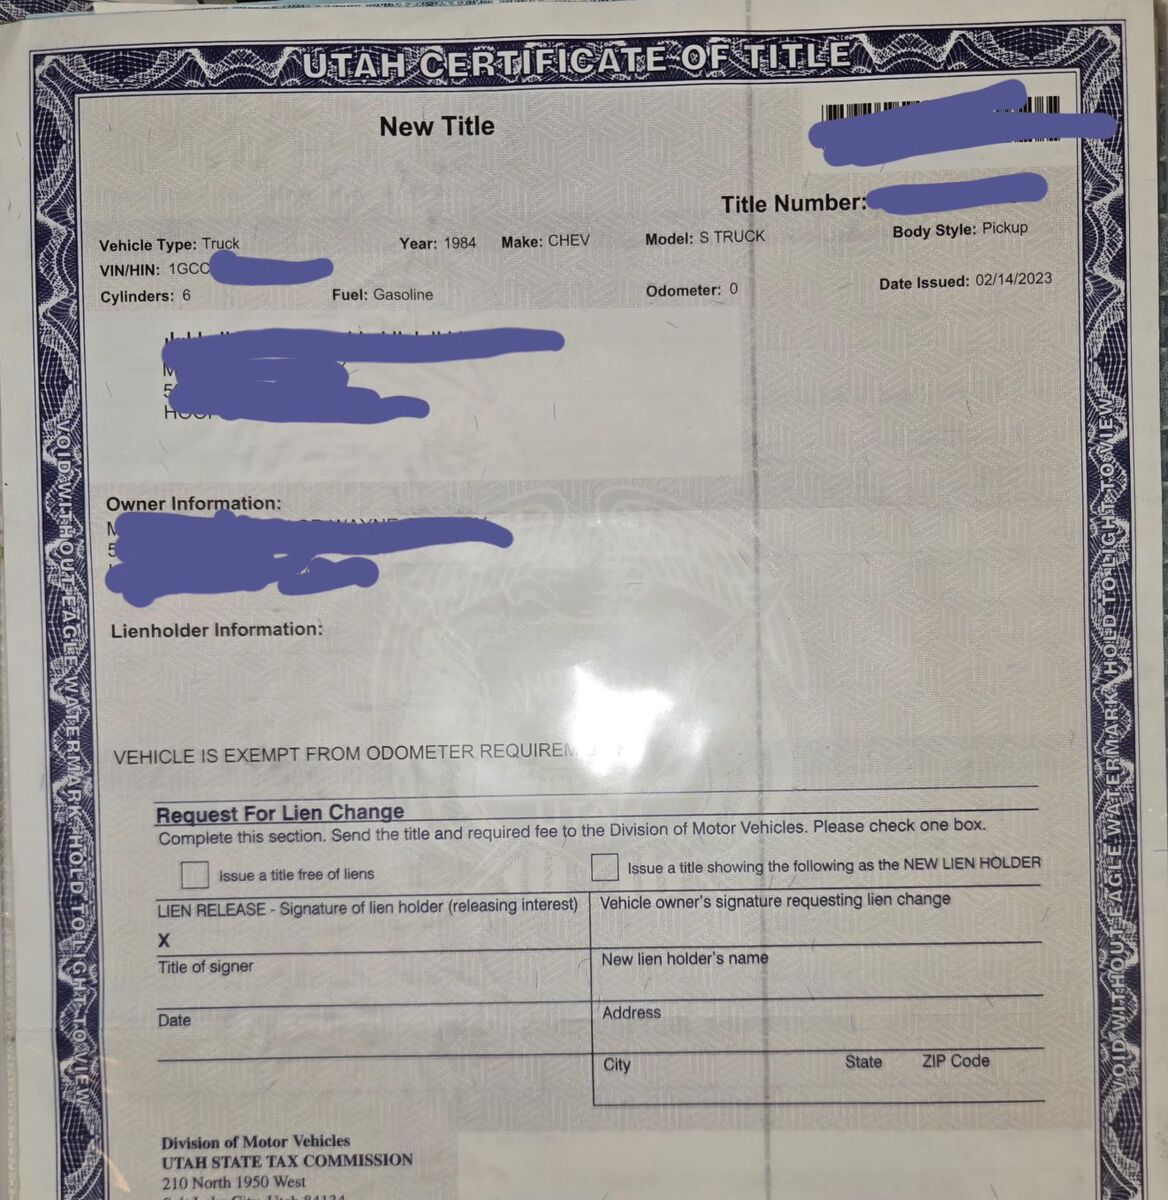 UTAH CERTIFICATE OF TITLE
New Title
Title Number:
Vehicle Type: Truck Year: 1984 Make: CHEV Model: S TRUCK Body Style: Pickup
VIN/HIN: 1GCC
Cylinders: 6 Fuel: Gasoline Odometer: 0 Date Issued: 02/14/2023
Owner Information:
Lienholder Information:
VEHICLE IS EXEMPT FROM ODOMETER
Request For Lien Change
Complete this section. Send the title and required fee to the Division of Motor Vehicles. Please check one box.
Issue a title free of liens
Issue a title showing the following as the NEW LIEN HOLDER
LIEN RELEASE - Signature of lien holder (releasing interest)
X
Title of signer
Date
Vehicle owner's signature requesting lien change
New lien holder's name
Address
City State ZIP Code
Division of Motor Vehicles
UTAH STATE TAX COMMISSION
210 North 1950 West
VOID WITHOUT EAGLE WATERMARK HOLD TO LIGHT TO VIEW
VOID WITHOUT EAGLE WATERMARK HOLD TO LIGHT TO VIEW